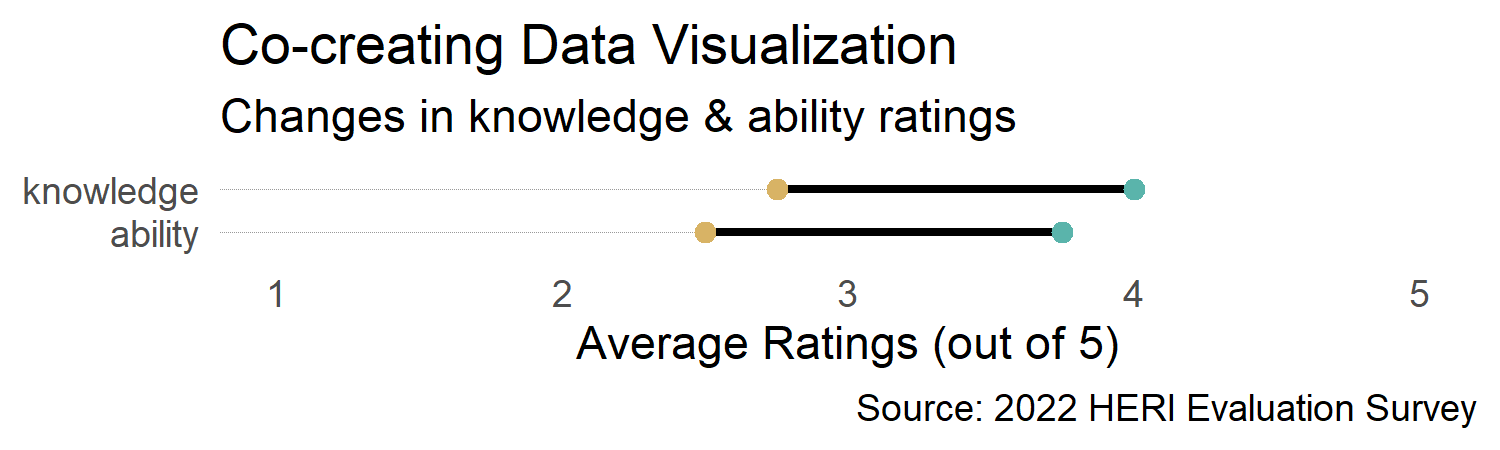 Co-creating Data Visualization
Changes in knowledge & ability ratings
knowledge
ability
1 2 3 4 5
Average Ratings (out of 5)
Source: 2022 HERI Evaluation Survey